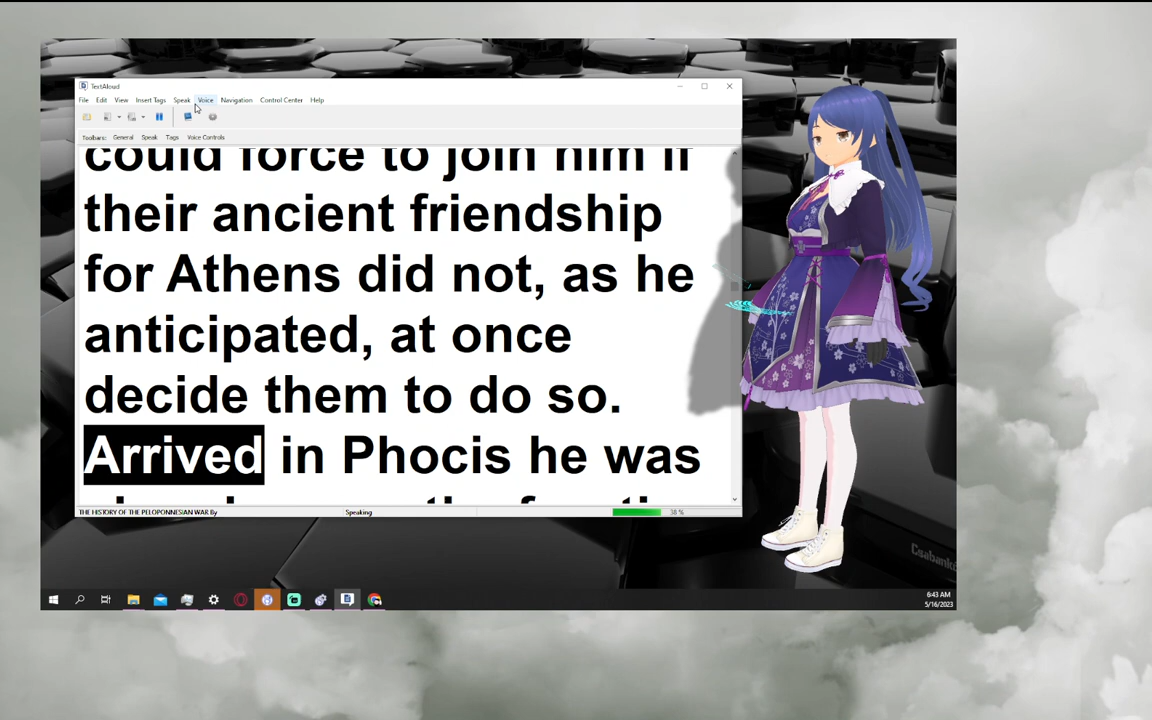 TextAloud
File Edit View Insert Tags Speak Voice Navigation Control Center Help
Toolbars: General Speak Tags Voice Controls
could force to join him if
their ancient friendship
for Athens did not, as he
anticipated, at once
decide them to do so.
Arrived in Phocis he was
THE HISTORY OF THE PELOPONNESIAN WAR By Speaking 38 %
6:43 AM
5/16/2023